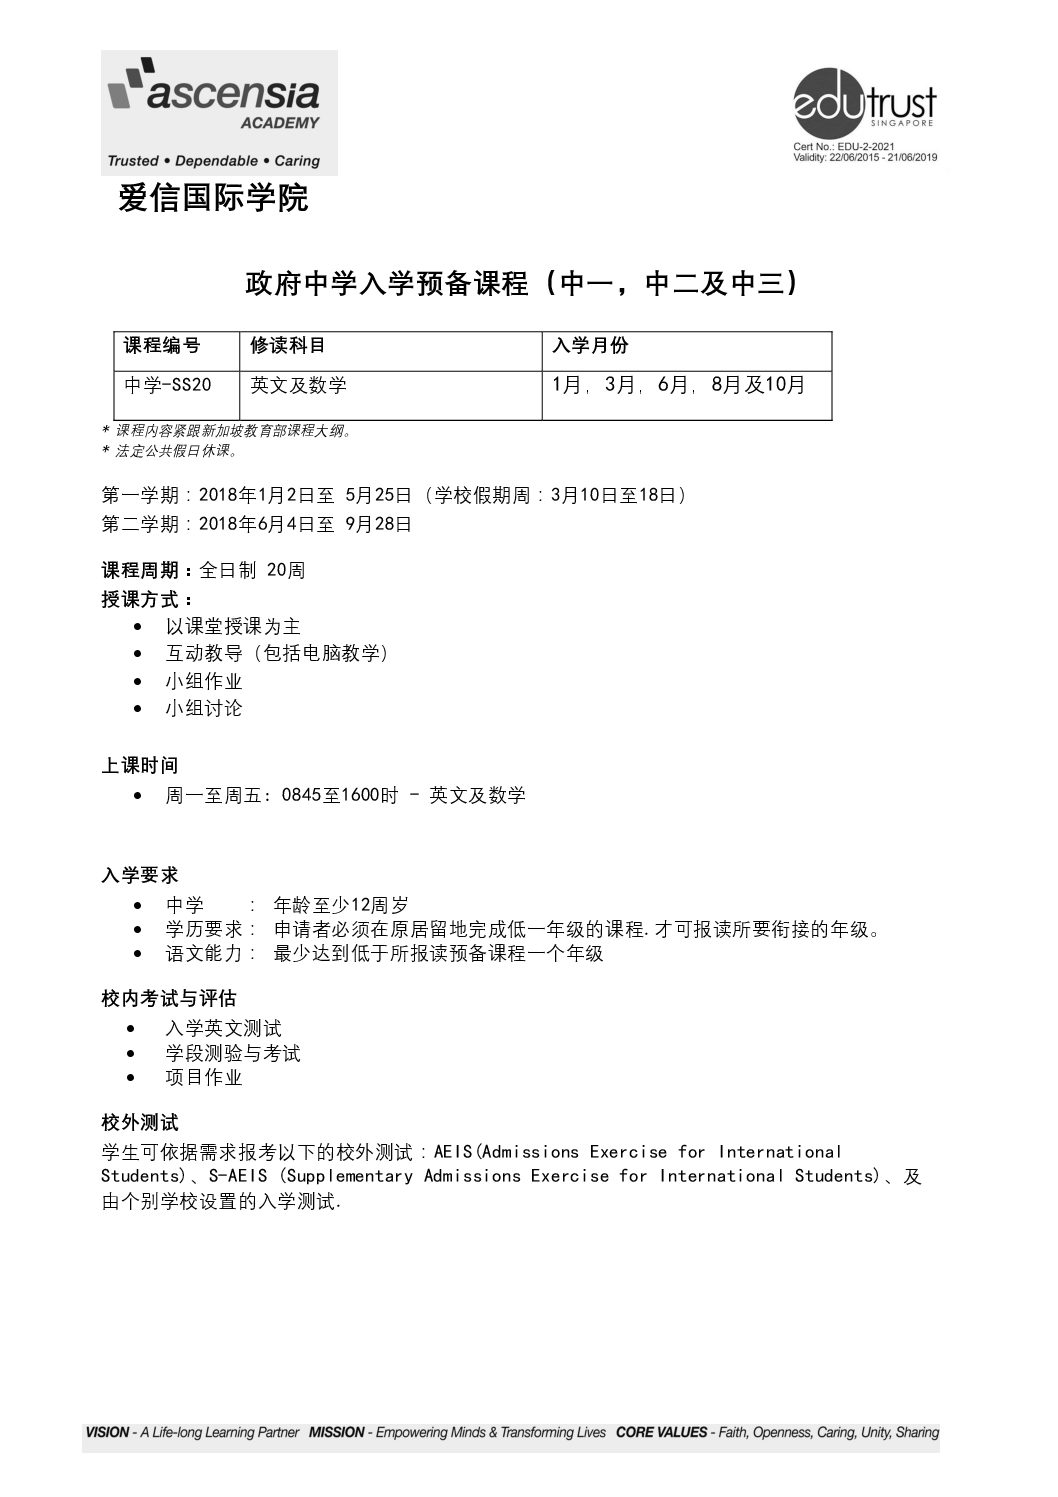 ascensia
ACADEMY
Trusted • Dependable • Caring
爱信国际学院
edutrust
SINGAPORE
Cert No.: EDU-2-2021
Validity: 22/06/2015 - 21/06/2019
政府中学入学预备课程（中一，中二及中三）
课程编号 修读科目 入学月份
中学-SS20 英文及数学 1月, 3月, 6月, 8月及10月
* 课程内容紧跟新加坡教育部课程大纲。
* 法定公共假日休课。
第一学期：2018年1月2日至 5月25日（学校假期周：3月10日至18日）
第二学期：2018年6月4日至 9月28日
课程周期：全日制 20周
授课方式：
• 以课堂授课为主
• 互动教导（包括电脑教学）
• 小组作业
• 小组讨论
上课时间
• 周一至周五: 0845至1600时 - 英文及数学
入学要求
• 中学 : 年龄至少12周岁
• 学历要求： 申请者必须在原居留地完成低一年级的课程.才可报读所要衔接的年级。
• 语文能力： 最少达到低于所报读预备课程一个年级
校内考试与评估
• 入学英文测试
• 学段测验与考试
• 项目作业
校外测试
学生可依据需求报考以下的校外测试：AEIS(Admissions Exercise for International
Students)、S-AEIS (Supplementary Admissions Exercise for International Students)、及
由个别学校设置的入学测试.
VISION - A Life-long Learning Partner MISSION - Empowering Minds & Transforming Lives CORE VALUES - Faith, Openness, Caring, Unity, Sharing